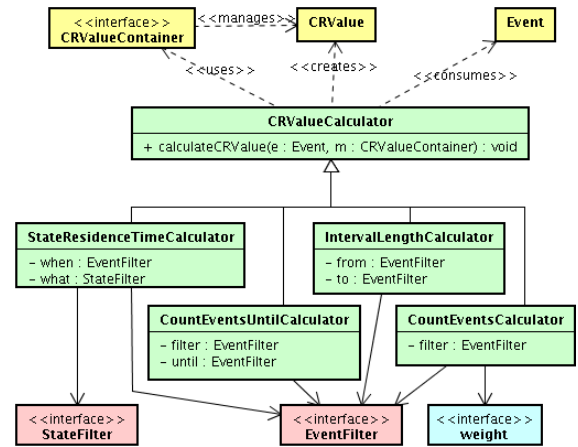 <<interface>>
CRValueContainer
<<manages>>
CRValue
Event
<<uses>>
<<creates>>
<<consumes>>
CRValueCalculator
+ calculateCRValue(e : Event, m : CRValueContainer) : void
StateResidenceTimeCalculator
- when : EventFilter
- what : StateFilter
IntervalLengthCalculator
- from : EventFilter
- to : EventFilter
CountEventsUntilCalculator
- filter : EventFilter
- until : EventFilter
CountEventsCalculator
- filter : EventFilter
<<interface>>
StateFilter
<<interface>>
EventFilter
<<interface>>
weight